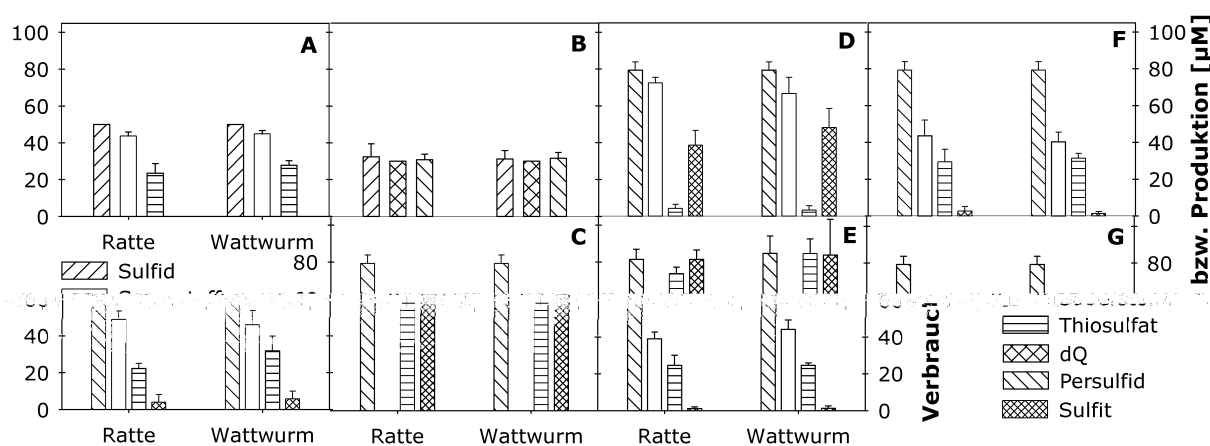 100
80
60
40
20
0
A
B
D
F
100
80
60
40
20
0
bzw. Produktion [µM]
Ratte
Wattwurm
Sulfid
80
C
E
G
80
40
20
0
40
20
0
Verbrauch
Thiosulfat
dQ
Persulfid
Sulfit
Ratte
Wattwurm
Ratte
Wattwurm
Ratte
Wattwurm